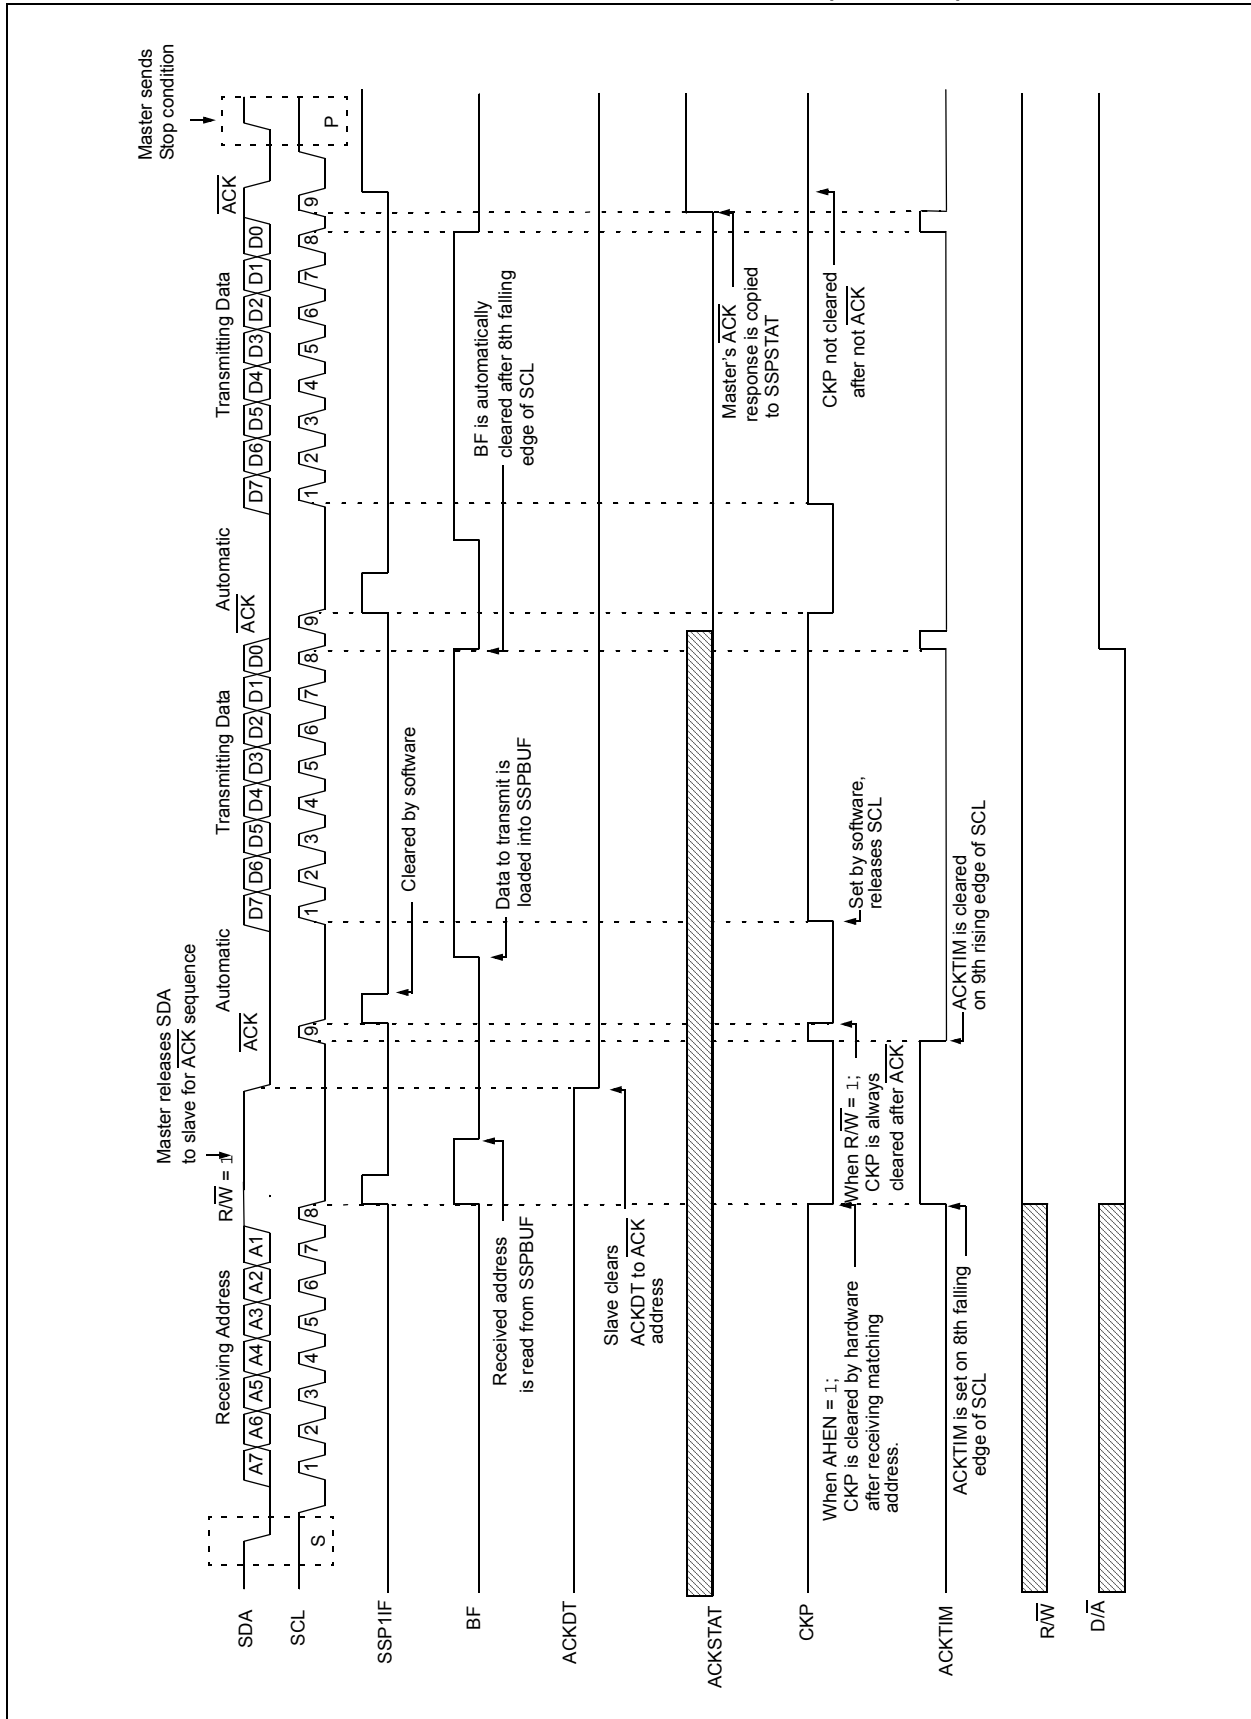 Master sends
Stop condition
Master releases SDA
to slave for ACK sequence
Receiving Address
R/W = 1
Automatic
ACK
Transmitting Data
Automatic
ACK
Transmitting Data
ACK
SDA
A7 A6 A5 A4 A3 A2 A1
D7 D6 D5 D4 D3 D2 D1 D0
D7 D6 D5 D4 D3 D2 D1 D0
SCL
S
1 2 3 4 5 6 7 8 9
1 2 3 4 5 6 7 8 9
1 2 3 4 5 6 7 8 9
P
SSP1IF
Cleared by software
BF
Received address
is read from SSPBUF
Data to transmit is
loaded into SSPBUF
BF is automatically
cleared after 8th falling
edge of SCL
ACKDT
Slave clears
ACKDT to ACK
address
ACKSTAT
Master's ACK
response is copied
to SSPSTAT
CKP
When AHEN = 1;
CKP is cleared by hardware
after receiving matching
address.
When R/W = 1;
CKP is always
cleared after ACK
Set by software,
releases SCL
CKP not cleared
after not ACK
ACKTIM
ACKTIM is set on 8th falling
edge of SCL
ACKTIM is cleared
on 9th rising edge of SCL
R/W
D/A